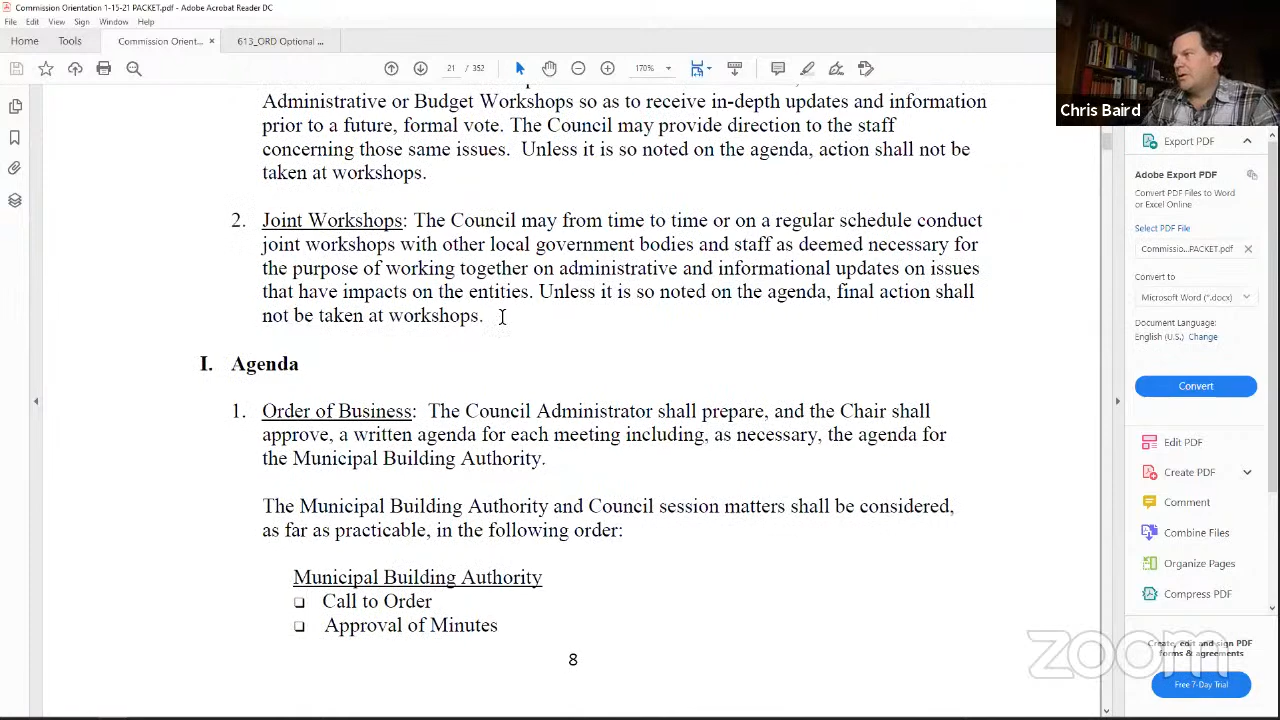 Commission Orientation 1-15-21 PACKET.pdf - Adobe Acrobat Reader DC
File Edit View Sign Window Help
Home Tools Commission Orient... × 613_ORD Optional ...
21 / 353 170%
Chris Baird
Administrative or Budget Workshops so as to receive in-depth updates and information
prior to a future, formal vote. The Council may provide direction to the staff
concerning those same issues. Unless it is so noted on the agenda, action shall not be
taken at workshops.
2. Joint Workshops: The Council may from time to time or on a regular schedule conduct
joint workshops with other local government bodies and staff as deemed necessary for
the purpose of working together on administrative and informational updates on issues
that have impacts on the entities. Unless it is so noted on the agenda, final action shall
not be taken at workshops.
I. Agenda
1. Order of Business: The Council Administrator shall prepare, and the Chair shall
approve, a written agenda for each meeting including, as necessary, the agenda for
the Municipal Building Authority.
The Municipal Building Authority and Council session matters shall be considered,
as far as practicable, in the following order:
Municipal Building Authority
❑ Call to Order
❑ Approval of Minutes
8
Export PDF
Adobe Export PDF
Convert PDF Files to Word
or Excel Online
Select PDF File
Commissio...PACKET.pdf ×
Convert to
Microsoft Word (*.docx)
Document Language:
English (U.S.) Change
Convert
Edit PDF
Create PDF
Comment
Combine Files
Organize Pages
Compress PDF
Create, edit and sign PDF
forms & agreements
Free 7-Day Trial
zoom